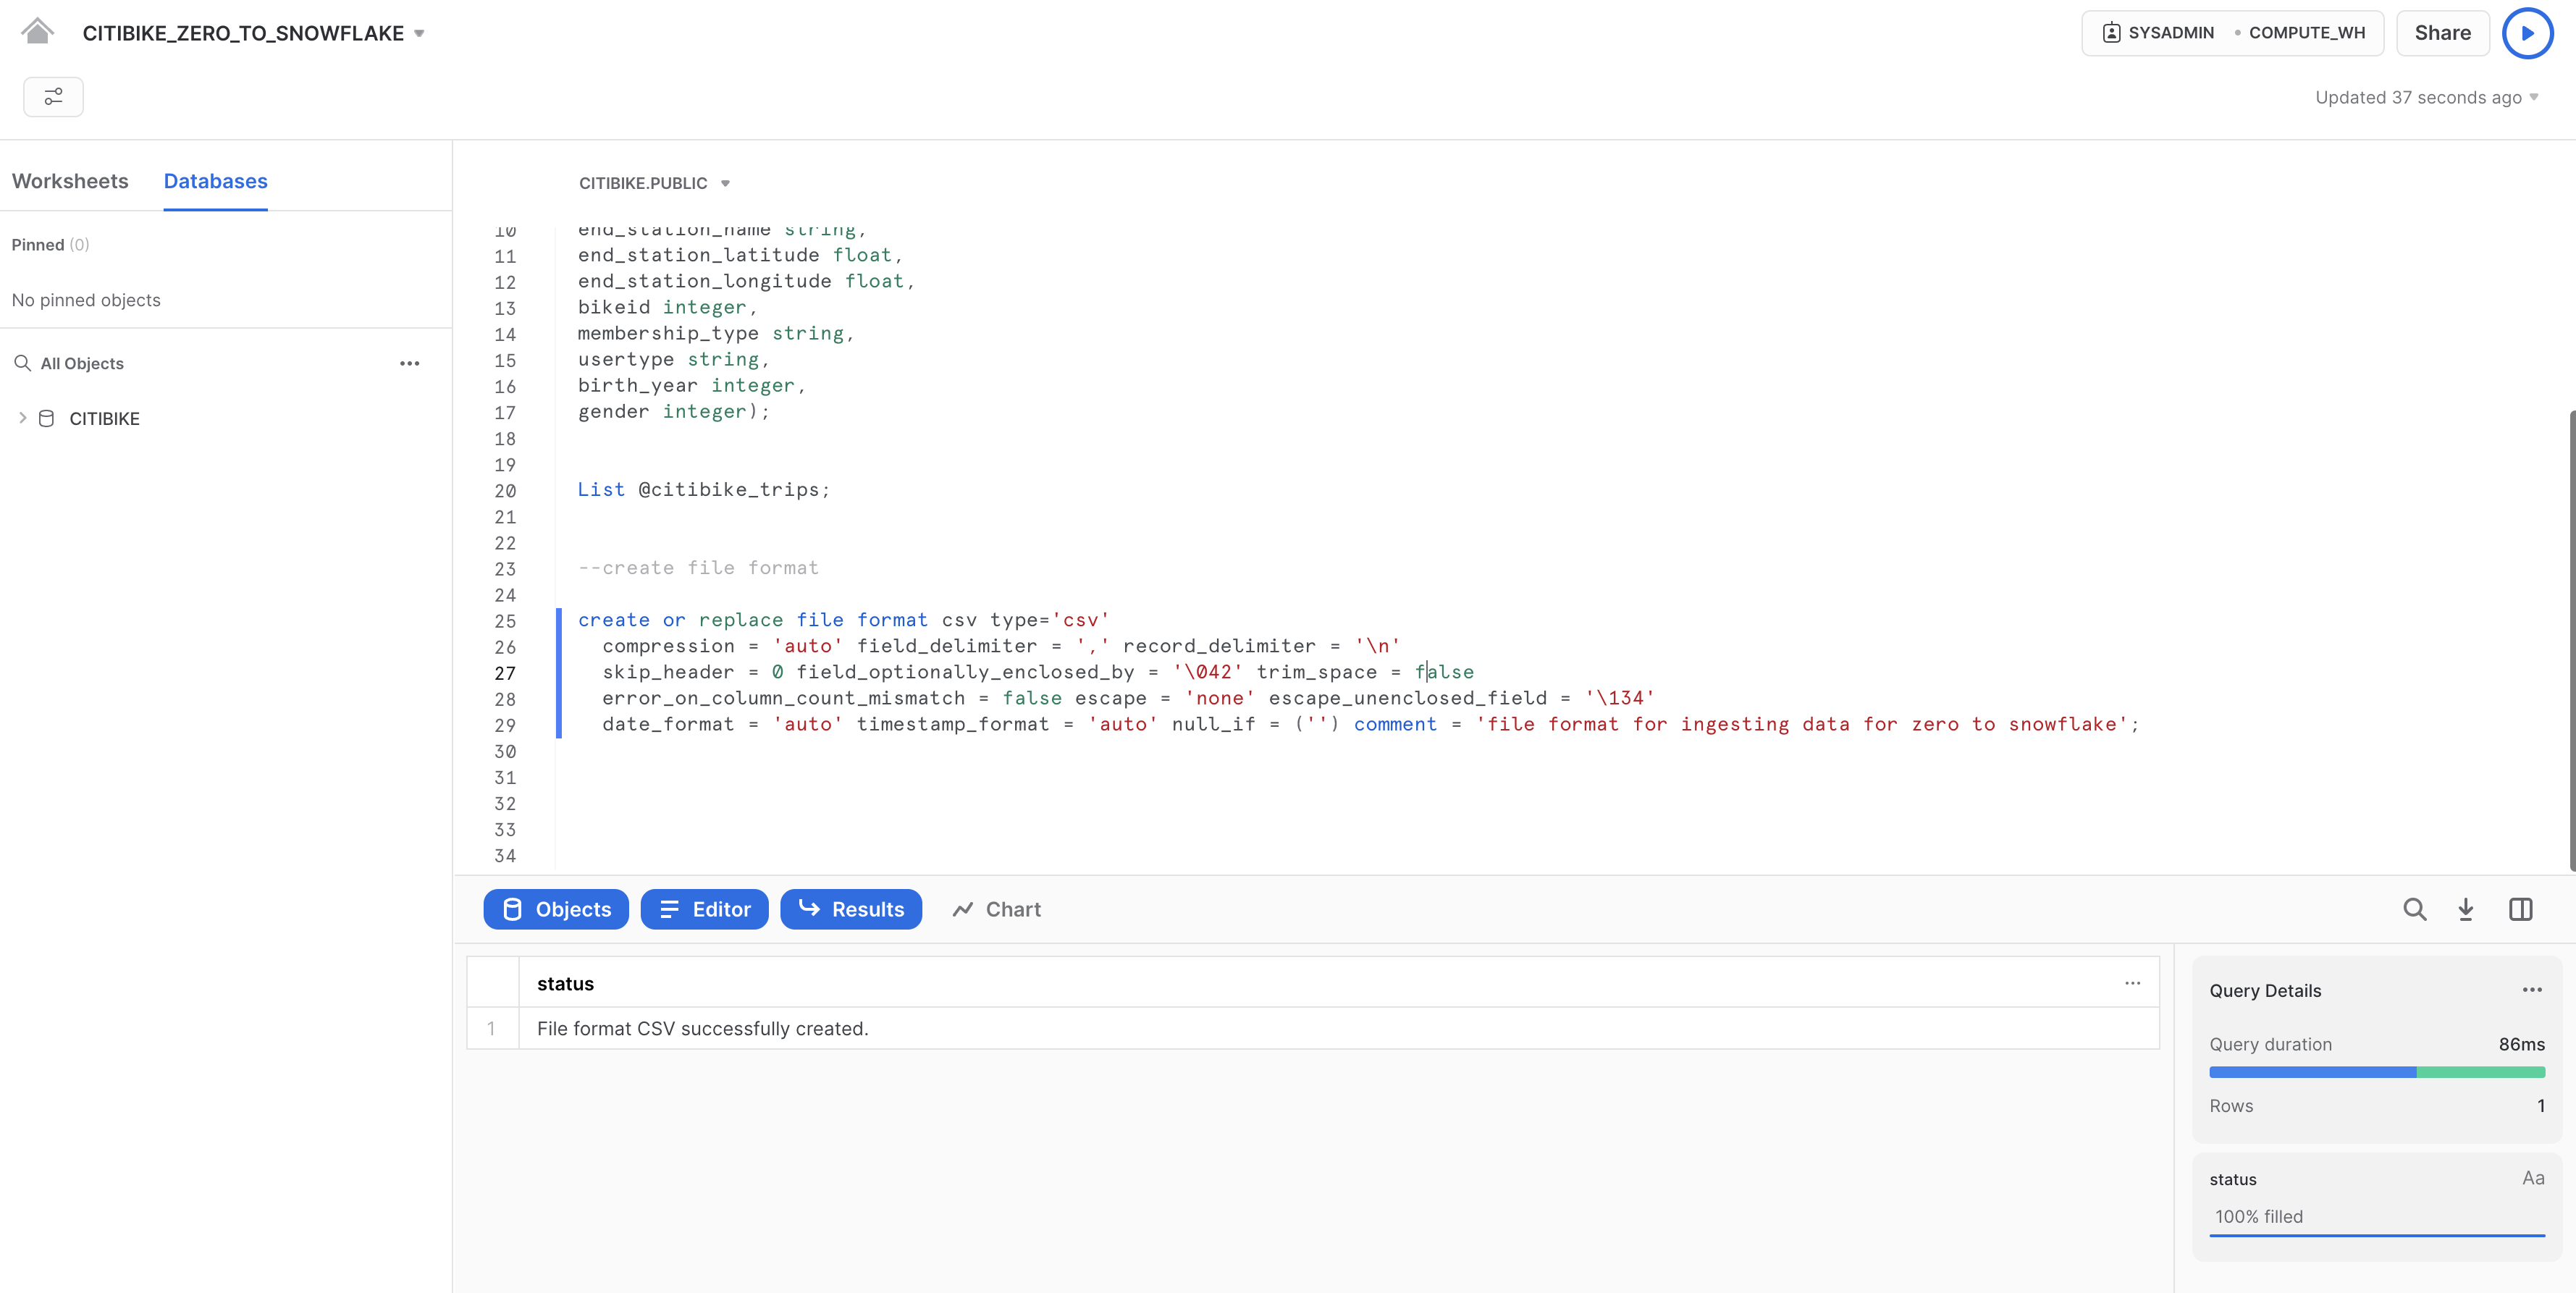 CITIBIKE_ZERO_TO_SNOWFLAKE
SYSADMIN • COMPUTE_WH
Share
Updated 37 seconds ago
Worksheets Databases
Pinned (0)
No pinned objects
All Objects
CITIBIKE
CITIBIKE.PUBLIC
10 end_station_name string,
11 end_station_latitude float,
12 end_station_longitude float,
13 bikeid integer,
14 membership_type string,
15 usertype string,
16 birth_year integer,
17 gender integer);
18
19
20 List @citibike_trips;
21
22
23 --create file format
24
25 create or replace file format csv type='csv'
26 compression = 'auto' field_delimiter = ',' record_delimiter = '\n'
27 skip_header = 0 field_optionally_enclosed_by = '\042' trim_space = false
28 error_on_column_count_mismatch = false escape = 'none' escape_unenclosed_field = '\134'
29 date_format = 'auto' timestamp_format = 'auto' null_if = ('') comment = 'file format for ingesting data for zero to snowflake';
30
31
32
33
34
Objects Editor Results Chart
status ...
1 File format CSV successfully created.
Query Details ...
Query duration 86ms
Rows 1
status Aa
100% filled